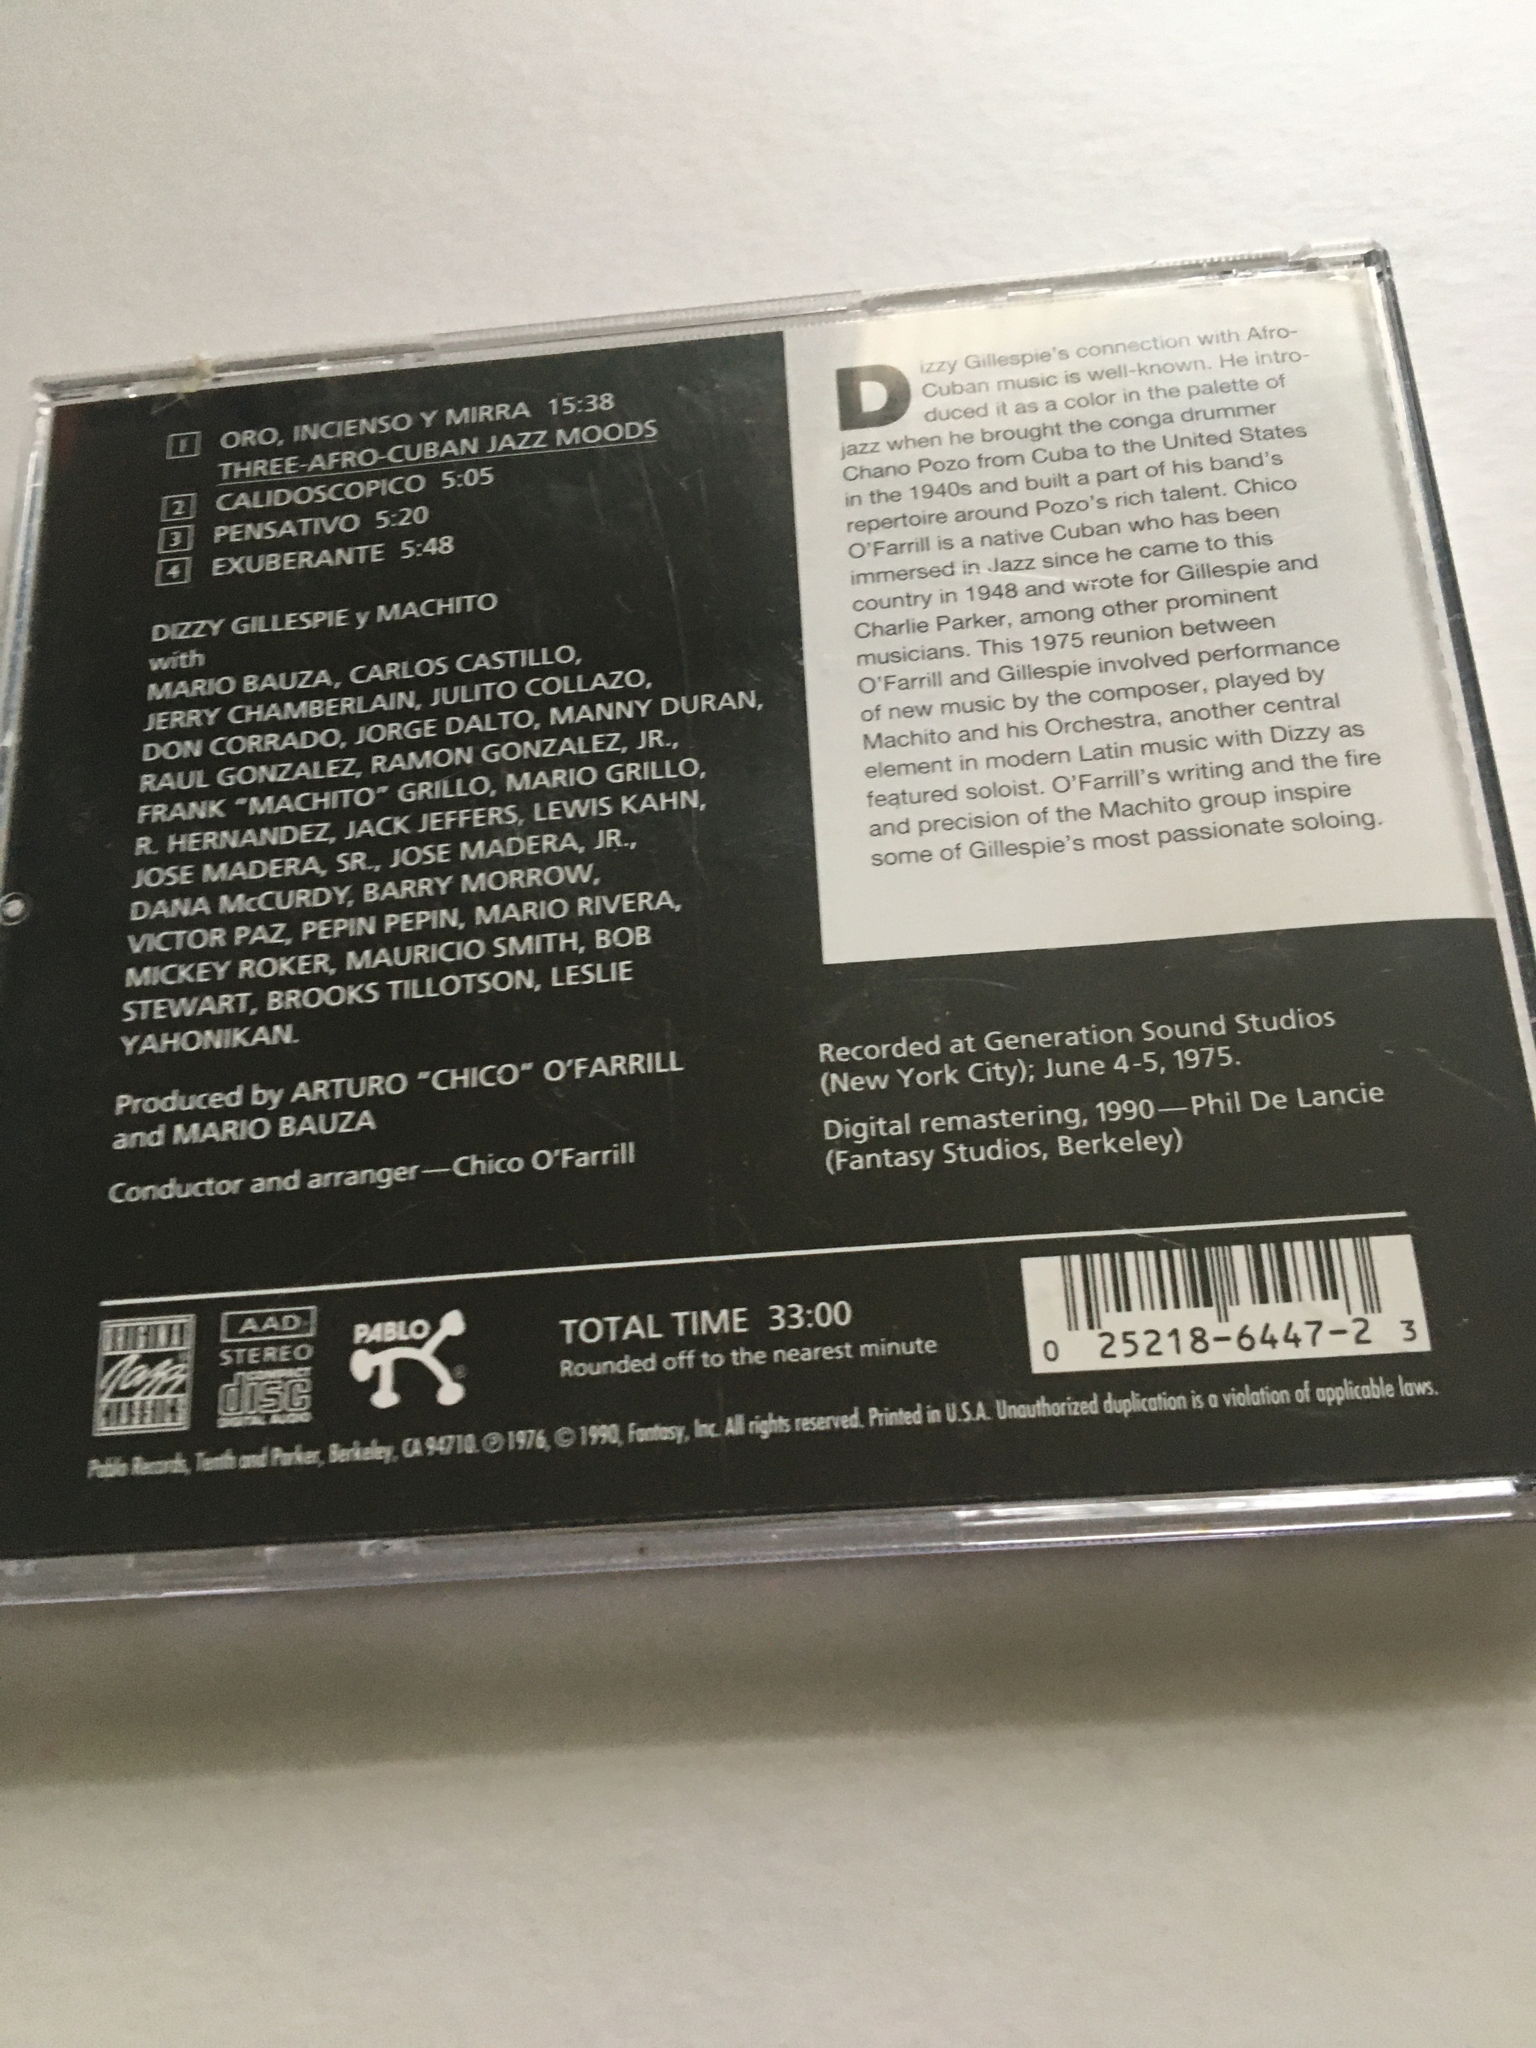 1 ORO, INCIENSO Y MIRRA 15:38
THREE-AFRO-CUBAN JAZZ MOODS
2 CALIDOSCOPICO 5:05
3 PENSATIVO 5:20
4 EXUBERANTE 5:48
DIZZY GILLESPIE y MACHITO
with
MARIO BAUZA, CARLOS CASTILLO,
JERRY CHAMBERLAIN, JULITO COLLAZO,
DON CORRADO, JORGE DALTO, MANNY DURAN,
RAUL GONZALEZ, RAMON GONZALEZ, JR.,
FRANK "MACHITO" GRILLO, MARIO GRILLO,
R. HERNANDEZ, JACK JEFFERS, LEWIS KAHN,
JOSE MADERA, SR., JOSE MADERA, JR.,
DANA McCURDY, BARRY MORROW,
VICTOR PAZ, PEPIN PEPIN, MARIO RIVERA,
MICKEY ROKER, MAURICIO SMITH, BOB
STEWART, BROOKS TILLOTSON, LESLIE
YAHONIKAN.
Produced by ARTURO "CHICO" O'FARRILL
and MARIO BAUZA
Conductor and arranger—Chico O'Farrill
Dizzy Gillespie's connection with Afro-
Cuban music is well-known. He intro-
duced it as a color in the palette of
jazz when he brought the conga drummer
Chano Pozo from Cuba to the United States
in the 1940s and built a part of his band's
repertoire around Pozo's rich talent. Chico
O'Farrill is a native Cuban who has been
immersed in Jazz since he came to this
country in 1948 and wrote for Gillespie and
Charlie Parker, among other prominent
musicians. This 1975 reunion between
O'Farrill and Gillespie involved performance
of new music by the composer, played by
Machito and his Orchestra, another central
element in modern Latin music with Dizzy as
featured soloist. O'Farrill's writing and the fire
and precision of the Machito group inspire
some of Gillespie's most passionate soloing.
Recorded at Generation Sound Studios
(New York City); June 4-5, 1975.
Digital remastering, 1990—Phil De Lancie
(Fantasy Studios, Berkeley)
ORIGINAL
Jazz
CLASSICS
AAD
STEREO
COMPACT
disc
DIGITAL AUDIO
PABLO
®
TOTAL TIME 33:00
Rounded off to the nearest minute
0 25218-6447-2 3
Pablo Records, Tenth and Parker, Berkeley, CA 94710. ℗ 1976, © 1990, Fantasy, Inc. All rights reserved. Printed in U.S.A. Unauthorized duplication is a violation of applicable laws.